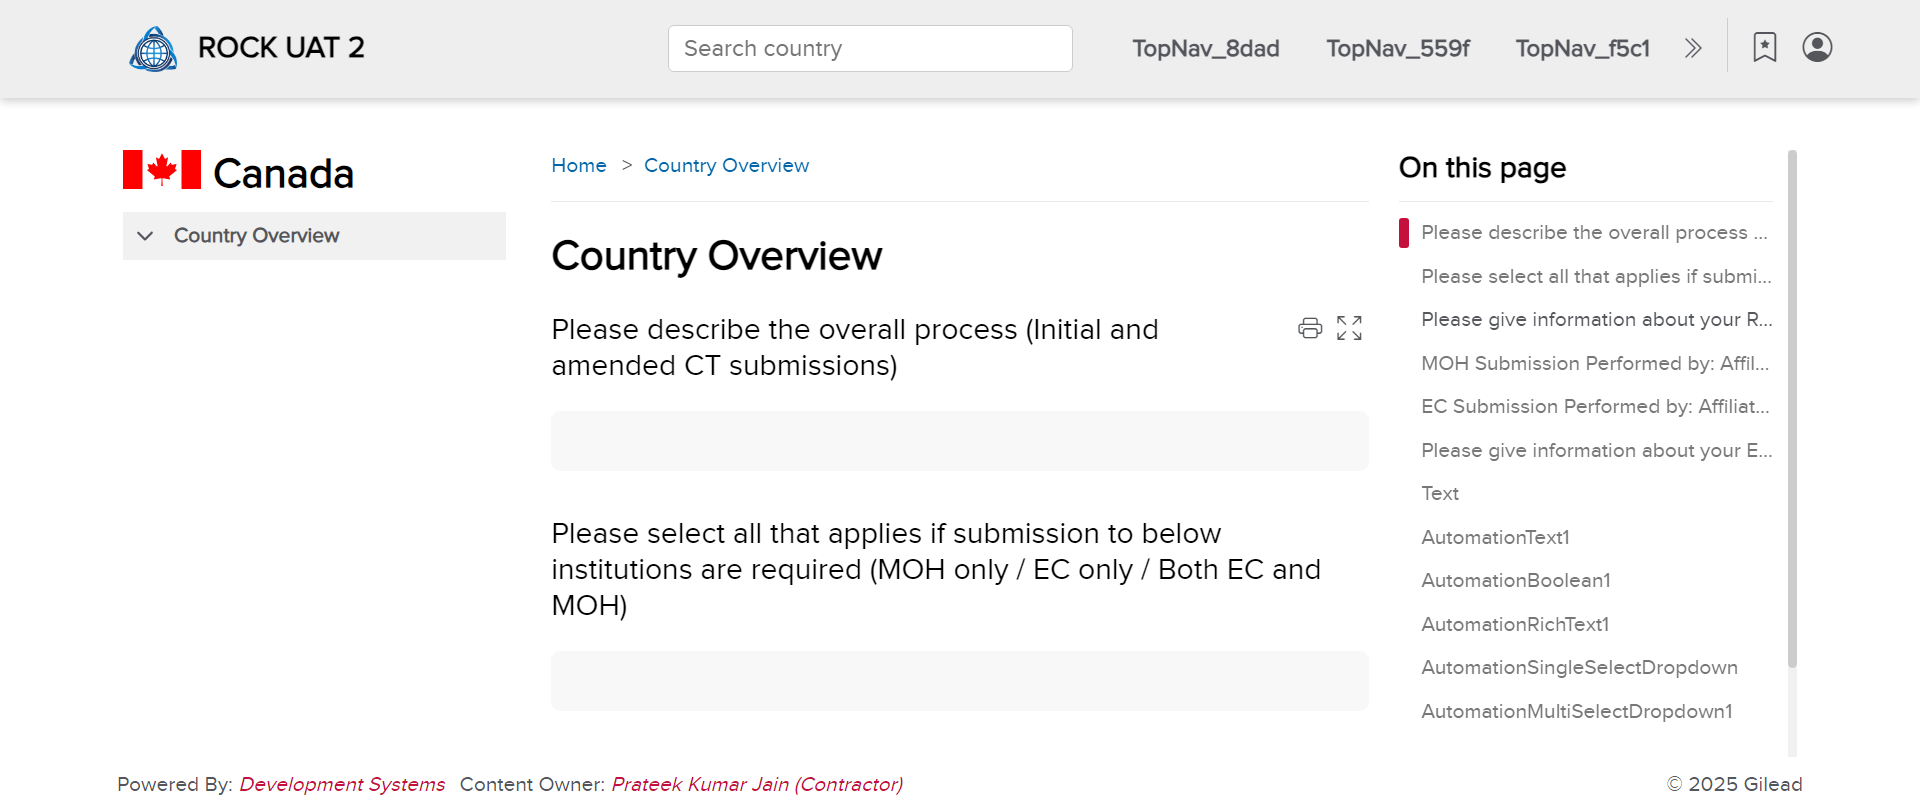 ROCK UAT 2
Search country
TopNav_8dad
TopNav_559f
TopNav_f5c1
Canada
Country Overview
Home > Country Overview
Country Overview
Please describe the overall process (Initial and
amended CT submissions)
Please select all that applies if submission to below
institutions are required (MOH only / EC only / Both EC and
MOH)
On this page
Please describe the overall process ...
Please select all that applies if submi...
Please give information about your R...
MOH Submission Performed by: Affil...
EC Submission Performed by: Affiliat...
Please give information about your E...
Text
AutomationText1
AutomationBoolean1
AutomationRichText1
AutomationSingleSelectDropdown
AutomationMultiSelectDropdown1
Powered By: Development Systems Content Owner: Prateek Kumar Jain (Contractor)
© 2025 Gilead